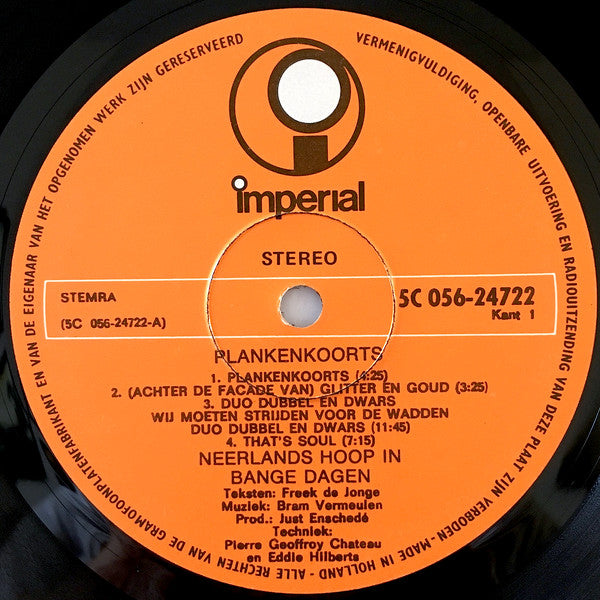 imperial
STEREO
STEMRA
(5C 056-24722-A)
5C 056-24722
Kant 1
PLANKENKOORTS
1. PLANKENKOORTS (4:25)
2. (ACHTER DE FACADE VAN) GLITTER EN GOUD (3:25)
3. DUO DUBBEL EN DWARS
WIJ MOETEN STRIJDEN VOOR DE WADDEN
DUO DUBBEL EN DWARS (11:45)
4. THAT'S SOUL (7:15)
NEERLANDS HOOP IN
BANGE DAGEN
Teksten: Freek de Jonge
Muziek: Bram Vermeulen
Prod.: Just Enschedé
Techniek:
Pierre Geoffroy Chateau
en Eddie Hilberts
MADE IN HOLLAND - ALLE RECHTEN VAN DE GRAMOFOONPLATENFABRIKANT EN VAN DE EIGENAAR VAN HET OPGENOMEN WERK ZIJN GERESERVEERD
VERMENIGVULDIGING, OPENBARE UITVOERING EN RADIOUITZENDING VAN DEZE PLAAT ZIJN VERBODEN-